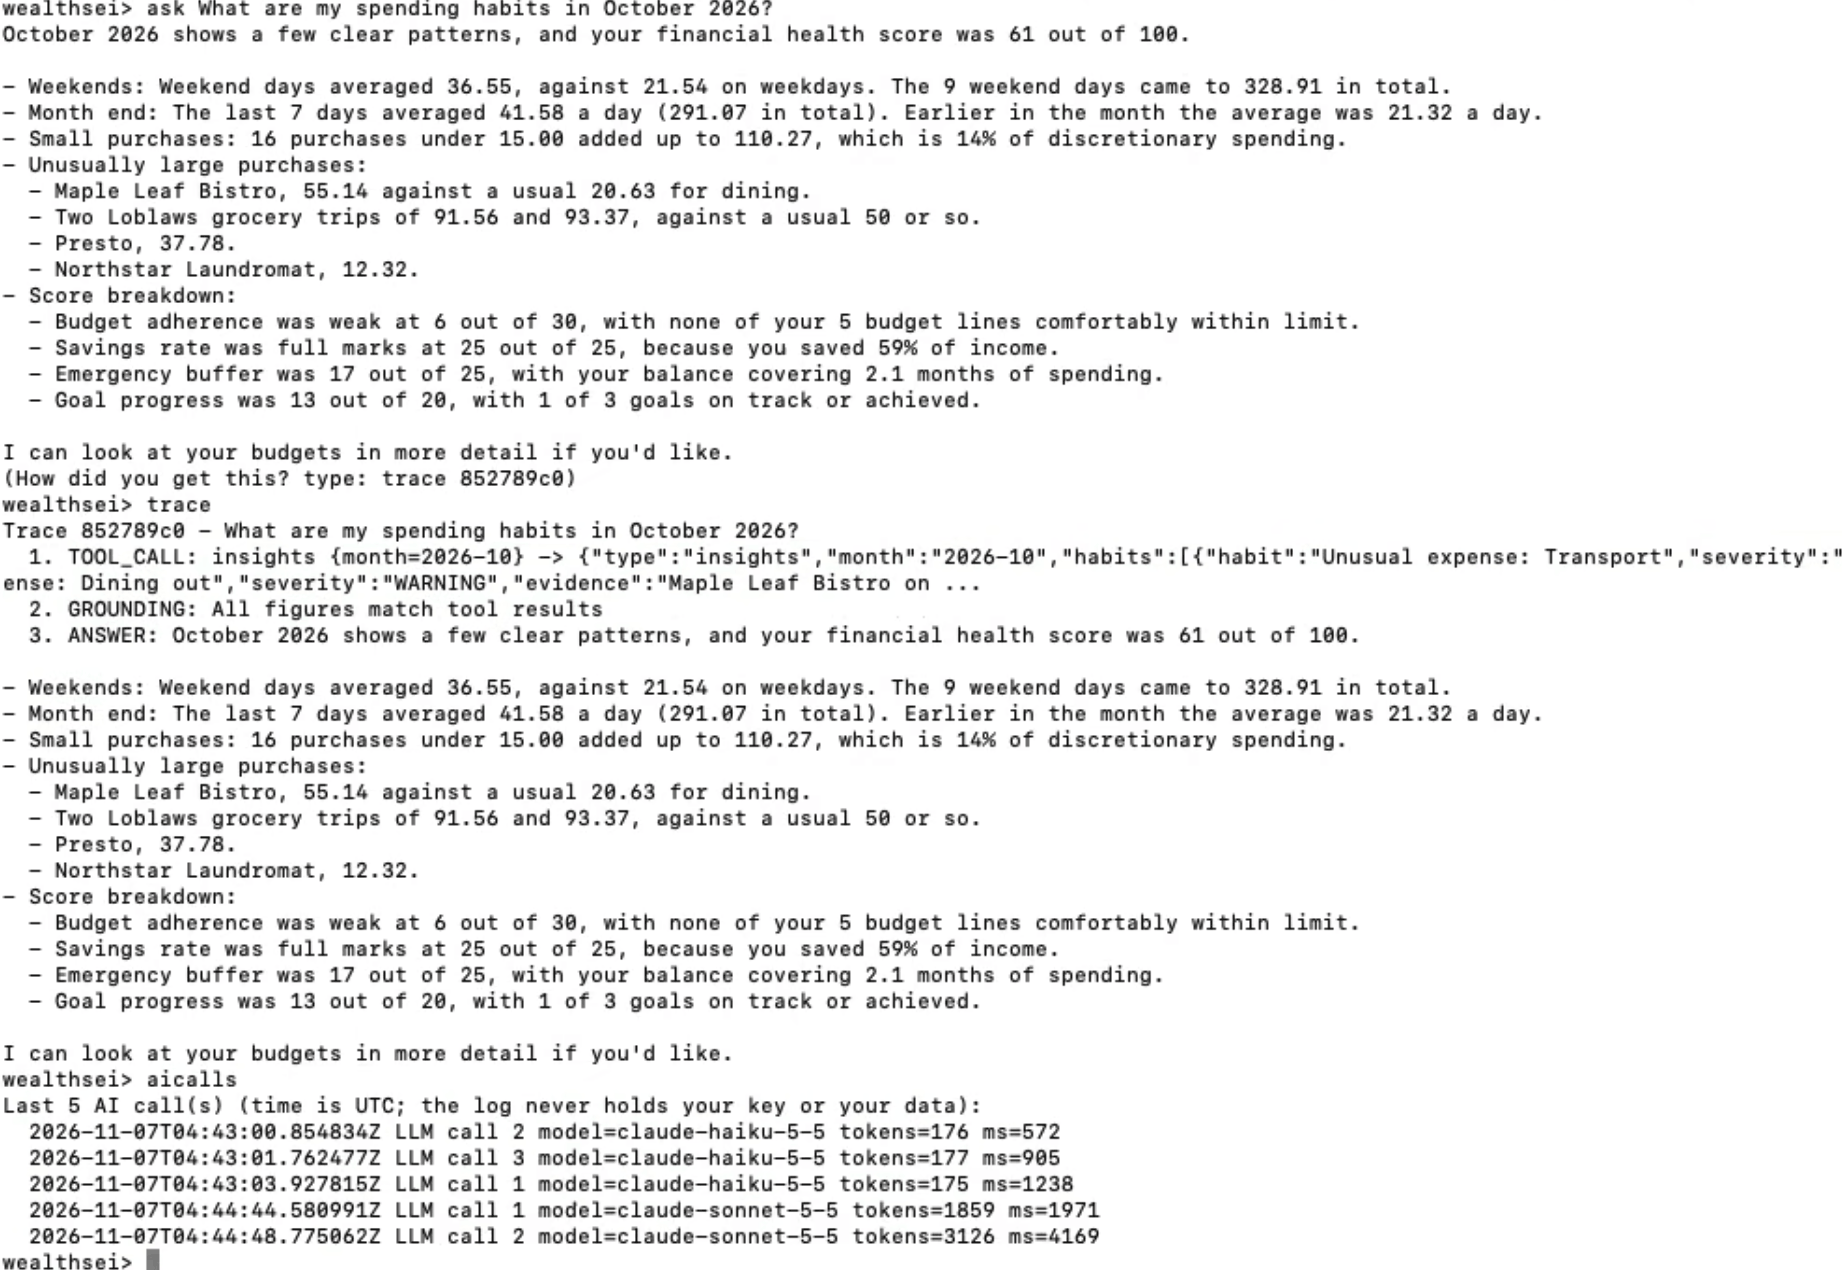 wealthsei> ask What are my spending habits in October 2026?
October 2026 shows a few clear patterns, and your financial health score was 61 out of 100.
– Weekends: Weekend days averaged 36.55, against 21.54 on weekdays. The 9 weekend days came to 328.91 in total.
– Month end: The last 7 days averaged 41.58 a day (291.07 in total). Earlier in the month the average was 21.32 a day.
– Small purchases: 16 purchases under 15.00 added up to 110.27, which is 14% of discretionary spending.
– Unusually large purchases:
– Maple Leaf Bistro, 55.14 against a usual 20.63 for dining.
– Two Loblaws grocery trips of 91.56 and 93.37, against a usual 50 or so.
– Presto, 37.78.
– Northstar Laundromat, 12.32.
– Score breakdown:
– Budget adherence was weak at 6 out of 30, with none of your 5 budget lines comfortably within limit.
– Savings rate was full marks at 25 out of 25, because you saved 59% of income.
– Emergency buffer was 17 out of 25, with your balance covering 2.1 months of spending.
– Goal progress was 13 out of 20, with 1 of 3 goals on track or achieved.
I can look at your budgets in more detail if you'd like.
(How did you get this? type: trace 852789c0)
wealthsei> trace
Trace 852789c0 – What are my spending habits in October 2026?
1. TOOL_CALL: insights {month=2026-10} -> {"type":"insights","month":"2026-10","habits":[{"habit":"Unusual expense: Transport","severity":"
ense: Dining out","severity":"WARNING","evidence":"Maple Leaf Bistro on ...
2. GROUNDING: All figures match tool results
3. ANSWER: October 2026 shows a few clear patterns, and your financial health score was 61 out of 100.
– Weekends: Weekend days averaged 36.55, against 21.54 on weekdays. The 9 weekend days came to 328.91 in total.
– Month end: The last 7 days averaged 41.58 a day (291.07 in total). Earlier in the month the average was 21.32 a day.
– Small purchases: 16 purchases under 15.00 added up to 110.27, which is 14% of discretionary spending.
– Unusually large purchases:
– Maple Leaf Bistro, 55.14 against a usual 20.63 for dining.
– Two Loblaws grocery trips of 91.56 and 93.37, against a usual 50 or so.
– Presto, 37.78.
– Northstar Laundromat, 12.32.
– Score breakdown:
– Budget adherence was weak at 6 out of 30, with none of your 5 budget lines comfortably within limit.
– Savings rate was full marks at 25 out of 25, because you saved 59% of income.
– Emergency buffer was 17 out of 25, with your balance covering 2.1 months of spending.
– Goal progress was 13 out of 20, with 1 of 3 goals on track or achieved.
I can look at your budgets in more detail if you'd like.
wealthsei> aicalls
Last 5 AI call(s) (time is UTC; the log never holds your key or your data):
2026-11-07T04:43:00.854834Z LLM call 2 model=claude-haiku-5-5 tokens=176 ms=572
2026-11-07T04:43:01.762477Z LLM call 3 model=claude-haiku-5-5 tokens=177 ms=905
2026-11-07T04:43:03.927815Z LLM call 1 model=claude-haiku-5-5 tokens=175 ms=1238
2026-11-07T04:44:44.580991Z LLM call 1 model=claude-sonnet-5-5 tokens=1859 ms=1971
2026-11-07T04:44:48.775062Z LLM call 2 model=claude-sonnet-5-5 tokens=3126 ms=4169
wealthsei>